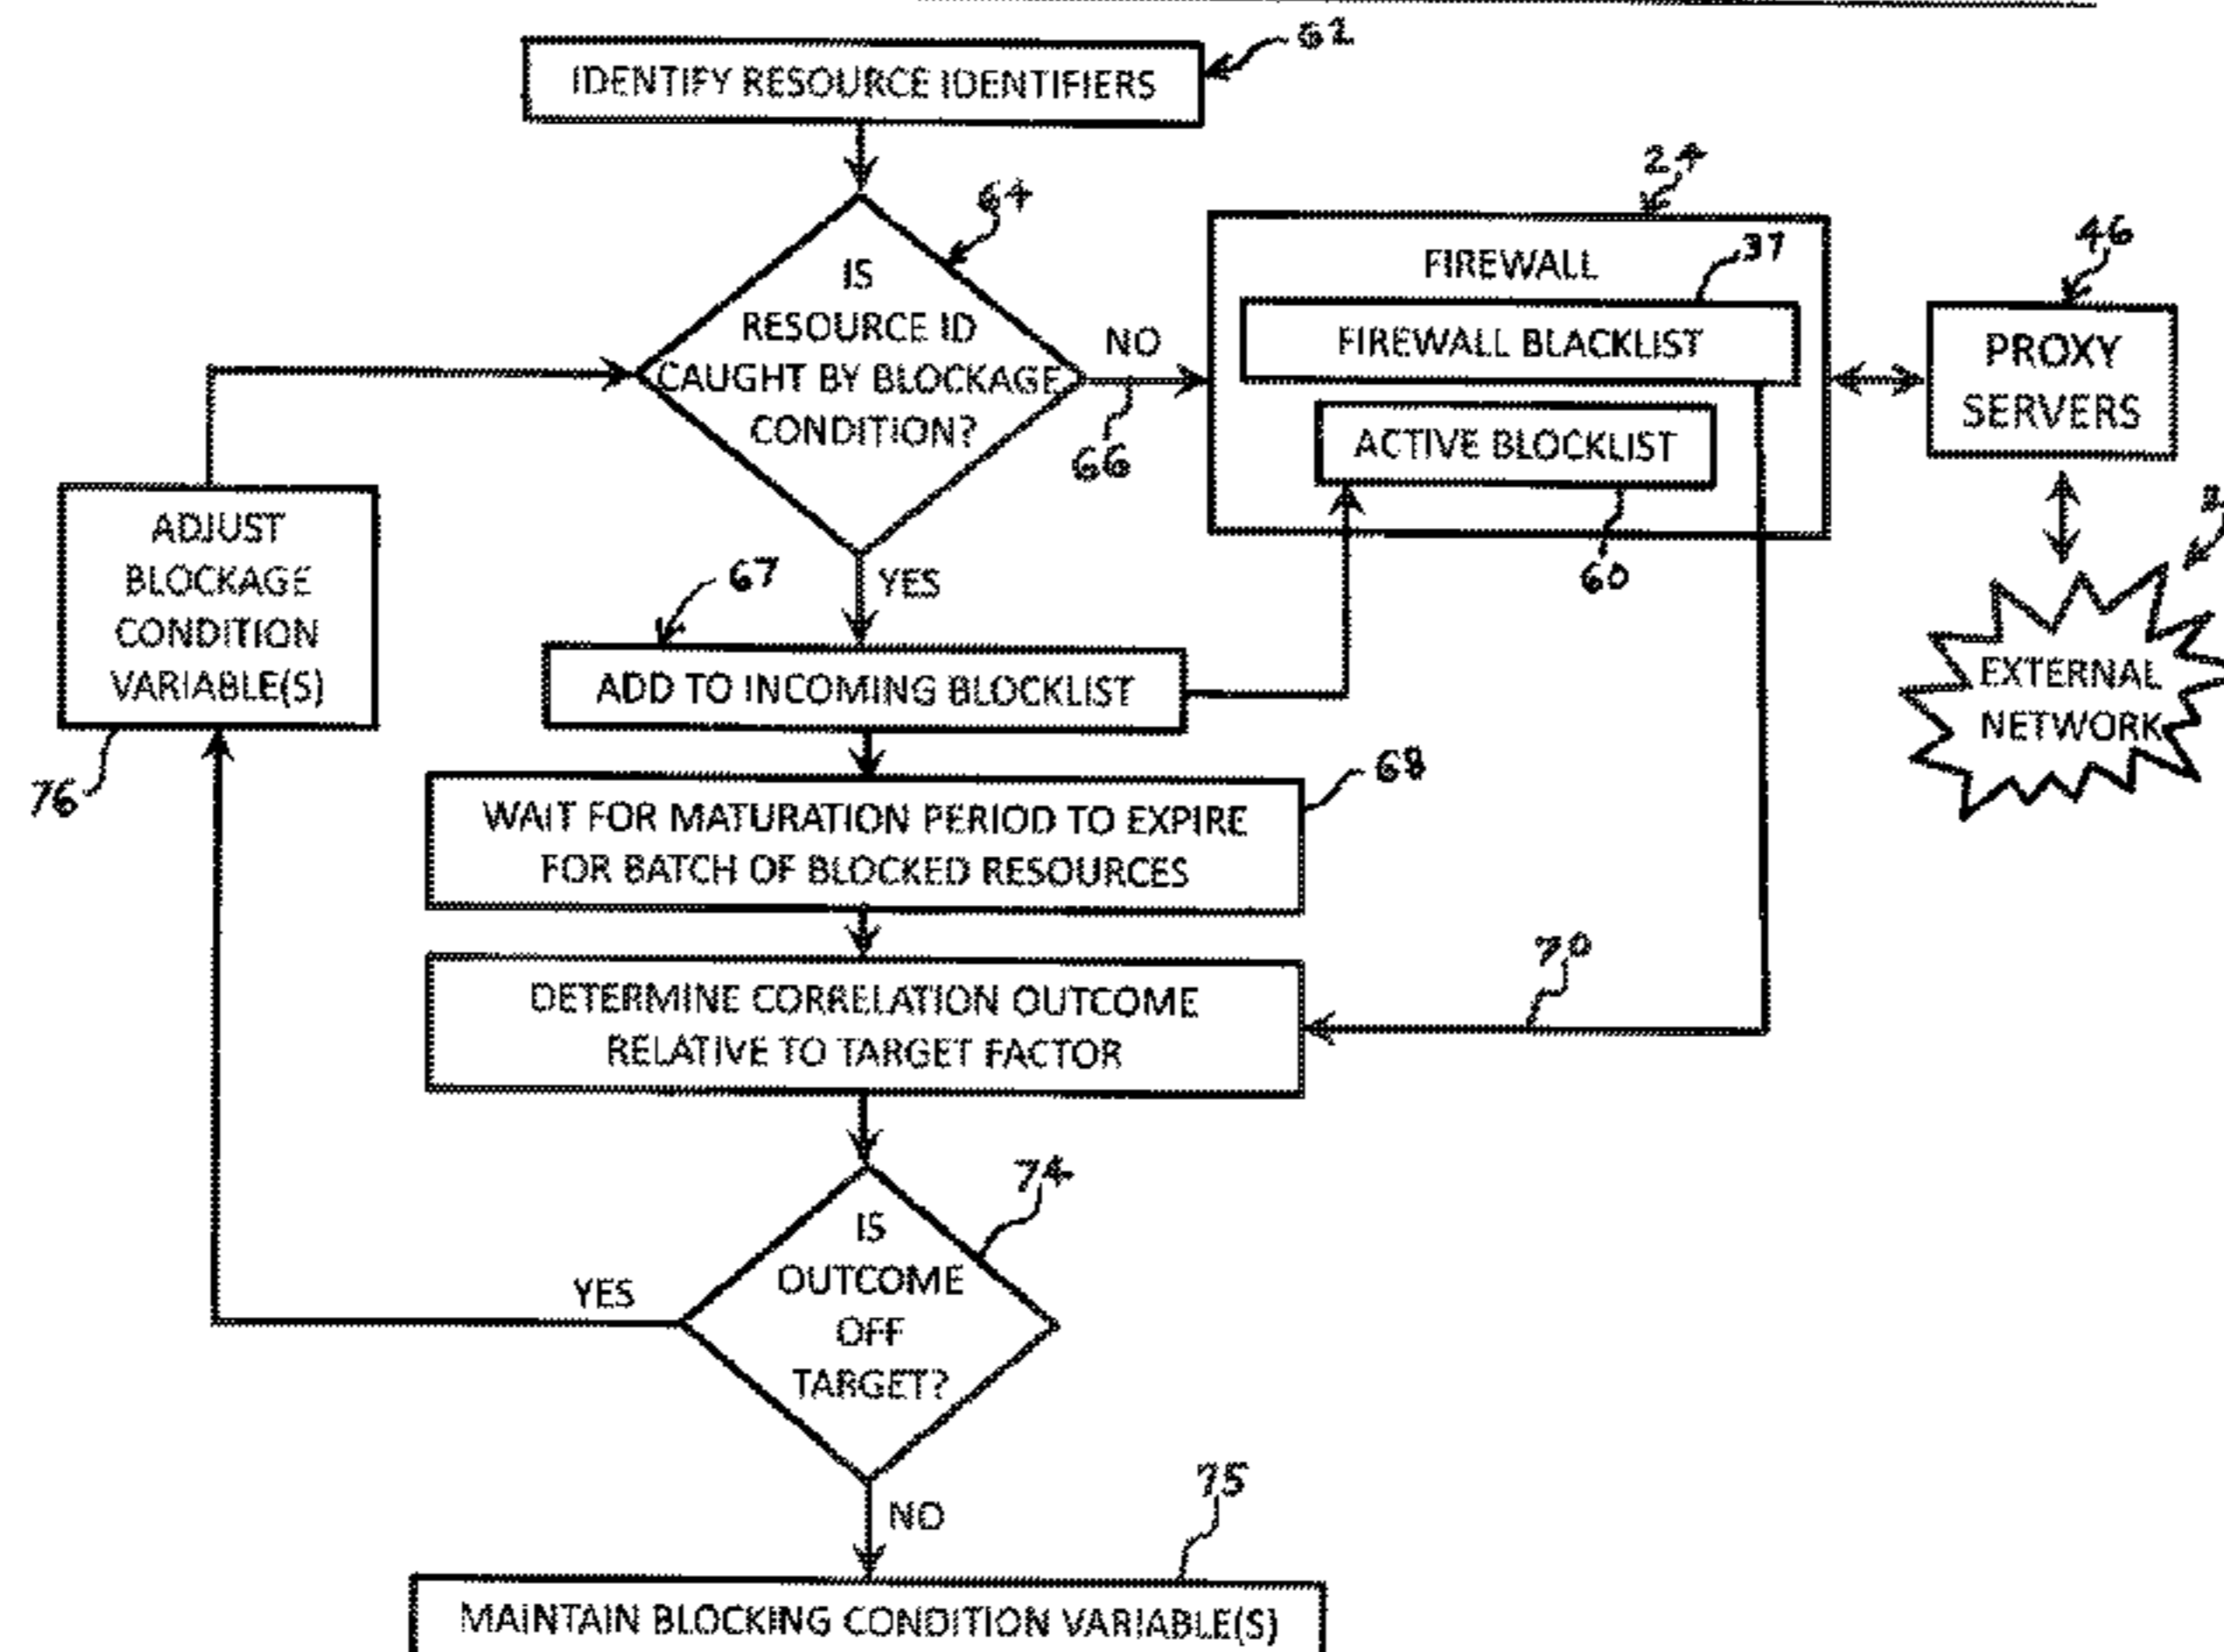 62
IDENTIFY RESOURCE IDENTIFIERS
64
IS
RESOURCE ID
CAUGHT BY BLOCKAGE
CONDITION?
NO
66
24
FIREWALL
37
FIREWALL BLACKLIST
ACTIVE BLOCKLIST
60
46
PROXY
SERVERS
EXTERNAL
NETWORK
ADJUST
BLOCKAGE
CONDITION
VARIABLE(S)
76
YES
67
ADD TO INCOMING BLOCKLIST
68
WAIT FOR MATURATION PERIOD TO EXPIRE
FOR BATCH OF BLOCKED RESOURCES
70
DETERMINE CORRELATION OUTCOME
RELATIVE TO TARGET FACTOR
74
IS
OUTCOME
OFF
TARGET?
YES
NO
75
MAINTAIN BLOCKING CONDITION VARIABLE(S)